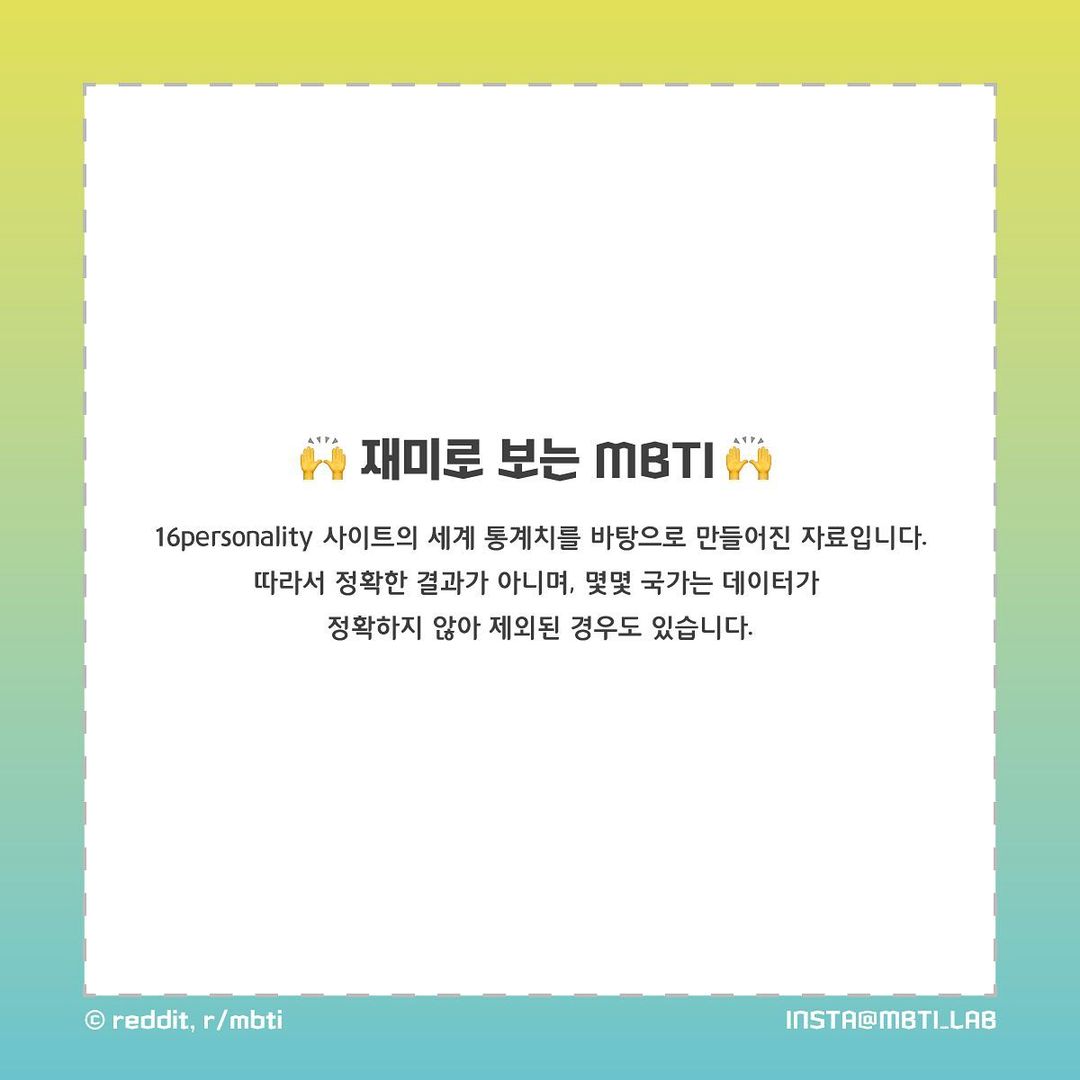 🙌 재미로 보는 MBTI 🙌
16personality 사이트의 세계 통계치를 바탕으로 만들어진 자료입니다.
따라서 정확한 결과가 아니며, 몇몇 국가는 데이터가
정확하지 않아 제외된 경우도 있습니다.
© reddit, r/mbti
INSTA@MBTI_LAB